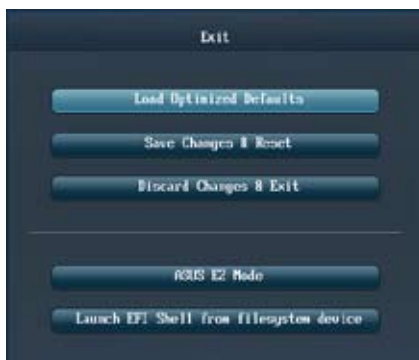 Exit
Load Optimized Defaults
Save Changes & Reset
Discard Changes & Exit
ASUS EZ Mode
Launch EFI Shell from filesystem device